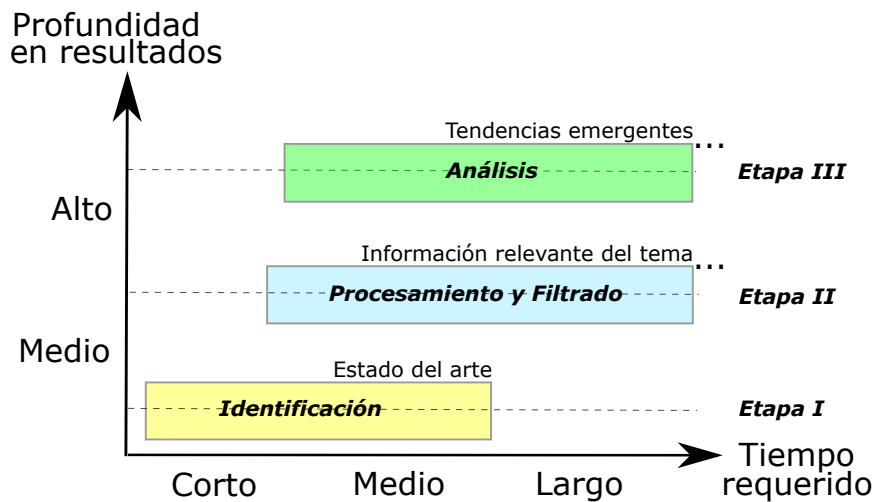 Profundidad
en resultados
Tendencias emergentes
...
Análisis
Etapa III
Alto
Información relevante del tema
...
Procesamiento y Filtrado
Etapa II
Medio
Estado del arte
Identificación
Etapa I
Corto
Medio
Largo
Tiempo
requerido